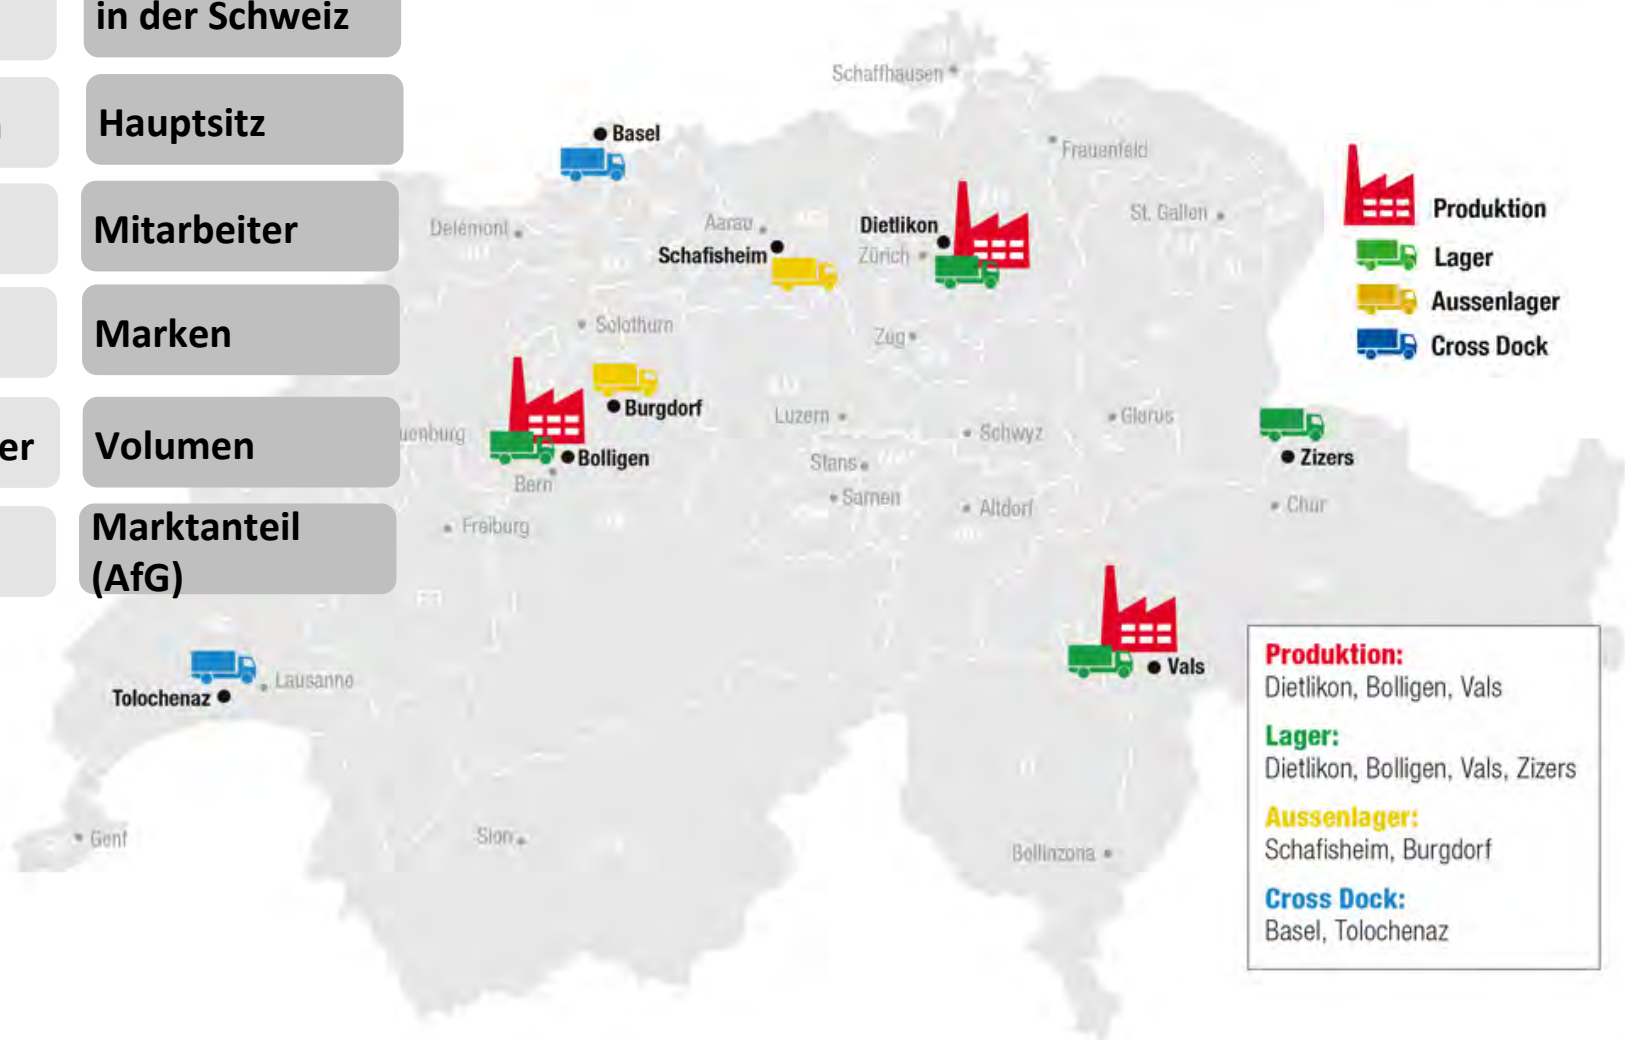 in der Schweiz
Hauptsitz
Mitarbeiter
Marken
er
Volumen
Marktanteil
(AfG)
Schaffhausen
Basel
Frauenfeld
Delémont
Aarau
Dietlikon
St. Gallen
Schafisheim
Zürich
Solothurn
Zug
Burgdorf
Luzern
Glarus
uenburg
Schwyz
Bolligen
Zizers
Stans
Bern
Sarnen
Altdorf
Chur
Freiburg
Vals
Lausanne
Tolochenaz
Genf
Sion
Bellinzona
Produktion
Lager
Aussenlager
Cross Dock
Produktion:
Dietlikon, Bolligen, Vals
Lager:
Dietlikon, Bolligen, Vals, Zizers
Aussenlager:
Schafisheim, Burgdorf
Cross Dock:
Basel, Tolochenaz